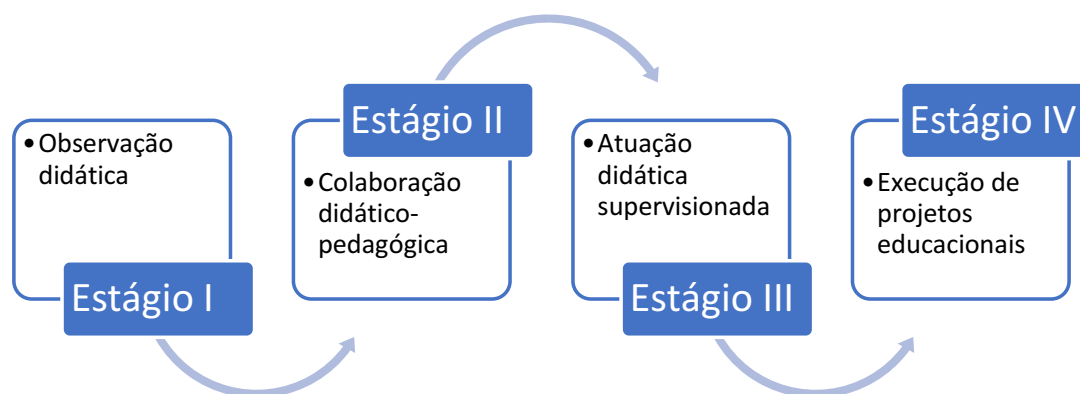 •Observação
didática
Estágio I
Estágio II
•Colaboração
didático-
pedagógica
•Atuação
didática
supervisionada
Estágio III
Estágio IV
•Execução de
projetos
educacionais